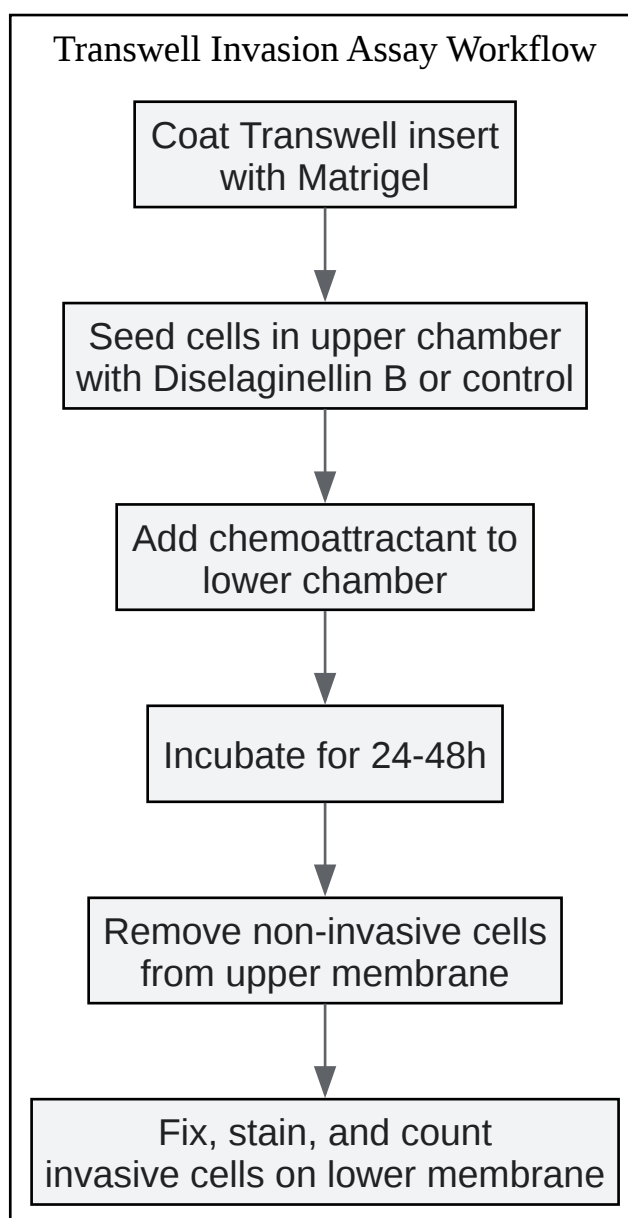 Transwell Invasion Assay Workflow
Coat Transwell insert
with Matrigel
Seed cells in upper chamber
with Diselaginellin B or control
Add chemoattractant to
lower chamber
Incubate for 24-48h
Remove non-invasive cells
from upper membrane
Fix, stain, and count
invasive cells on lower membrane